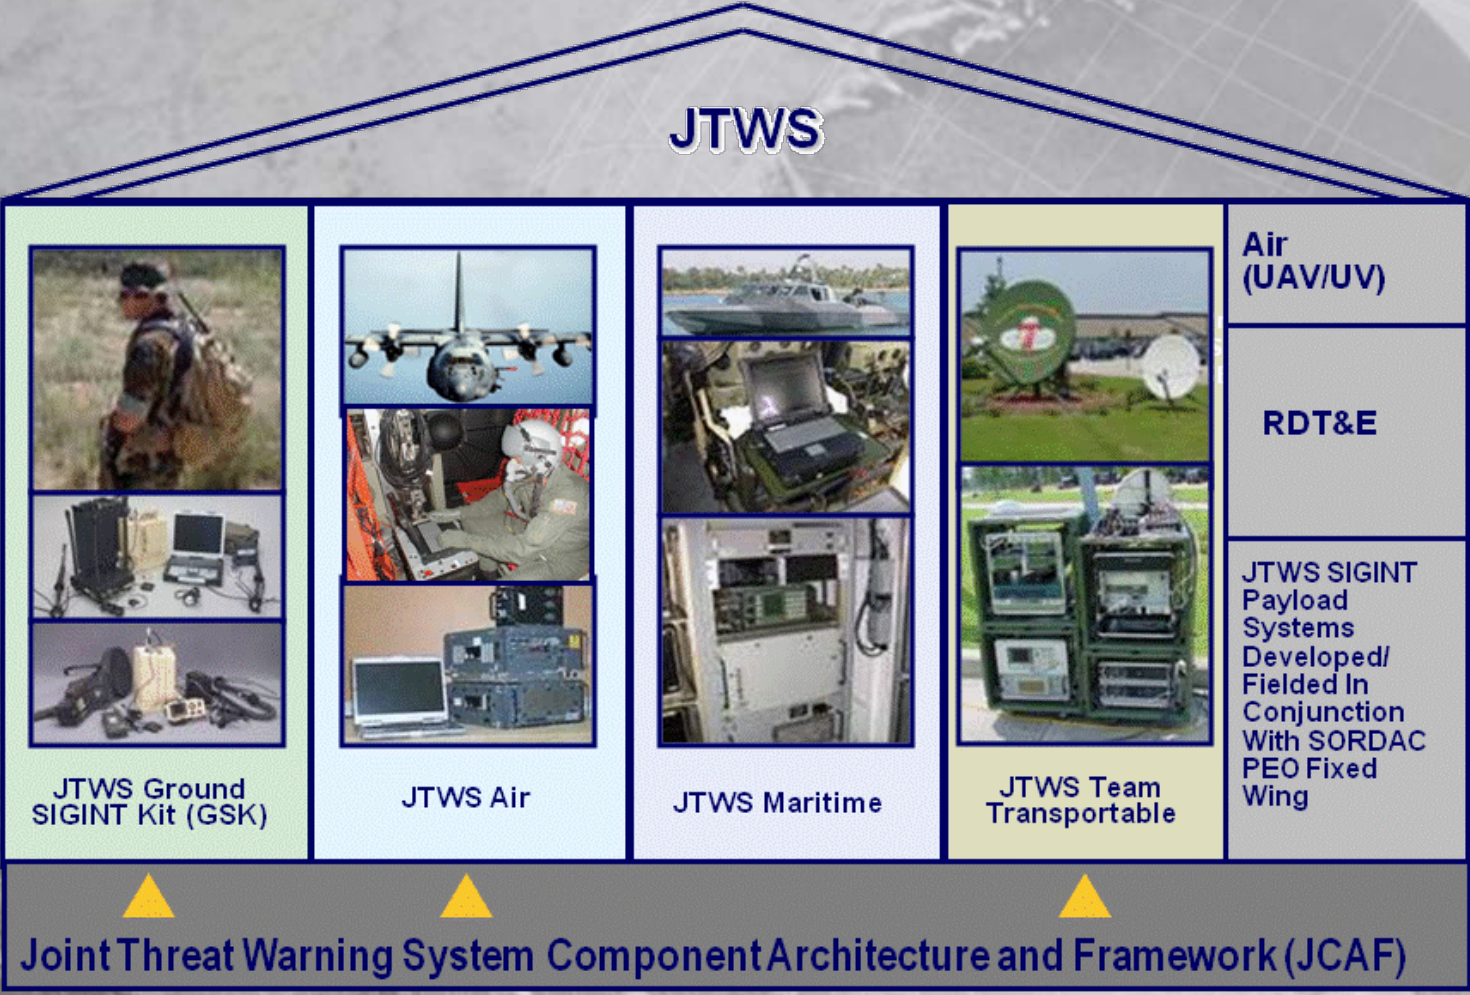 JTWS
JTWS Ground
SIGINT Kit (GSK)
JTWS Air
JTWS Maritime
JTWS Team
Transportable
Air
(UAV/UV)
RDT&E
JTWS SIGINT
Payload
Systems
Developed/
Fielded In
Conjunction
With SORDAC
PEO Fixed
Wing
Joint Threat Warning System Component Architecture and Framework (JCAF)